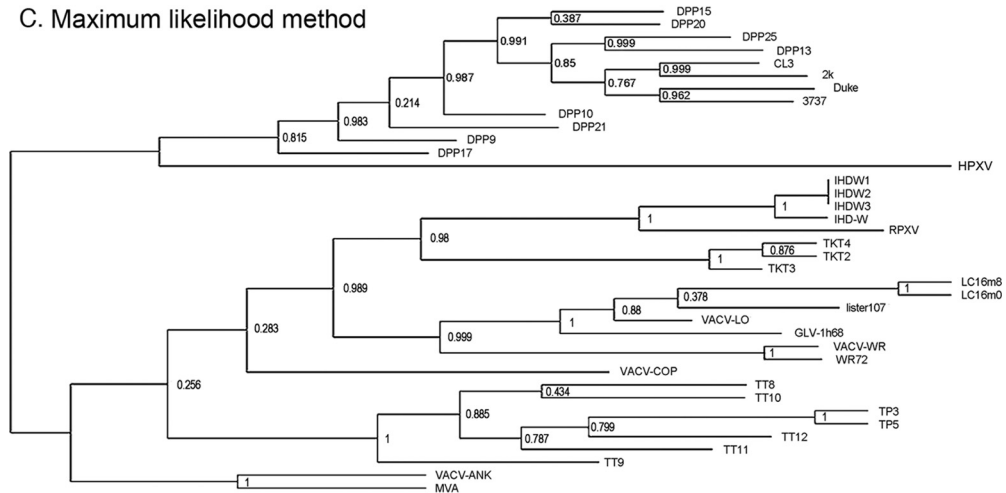 C. Maximum likelihood method
DPP15
0.387
DPP20
0.991
DPP25
0.999
DPP13
0.85
CL3
0.999
2k
0.767
Duke
0.962
3737
0.987
DPP10
0.214
DPP21
0.983
DPP9
0.815
DPP17
HPXV
IHDW1
IHDW2
IHDW3
1
IHD-W
1
RPXV
0.98
TKT4
0.876
TKT2
1
TKT3
0.989
LC16m8
1
LC16m0
0.378
lister107
0.88
VACV-LO
1
GLV-1h68
0.999
VACV-WR
1
WR72
0.283
VACV-COP
0.256
TT8
0.434
TT10
0.885
TP3
1
TP5
0.799
TT12
0.787
TT11
1
TT9
VACV-ANK
1
MVA